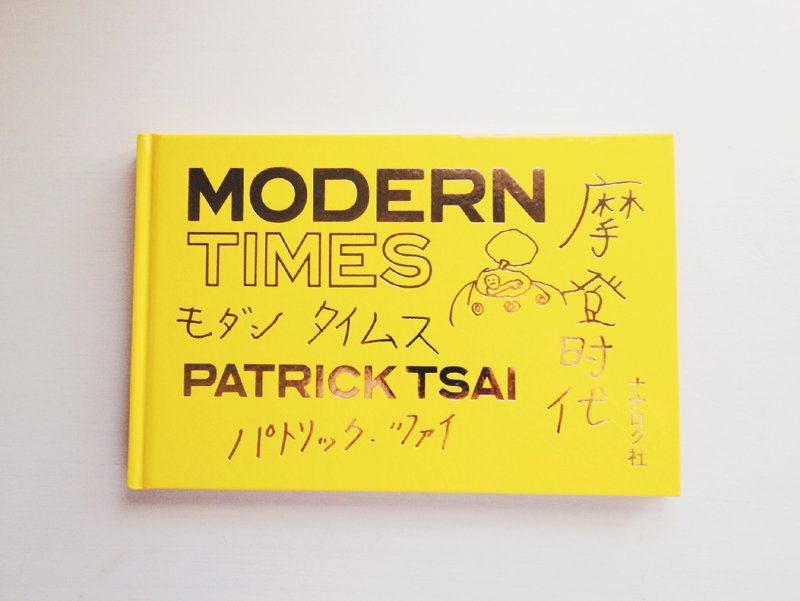 MODERN
TIMES
モダン タイムス
PATRICK TSAI
パトリック・ツァイ
摩登时代
ナナロク社